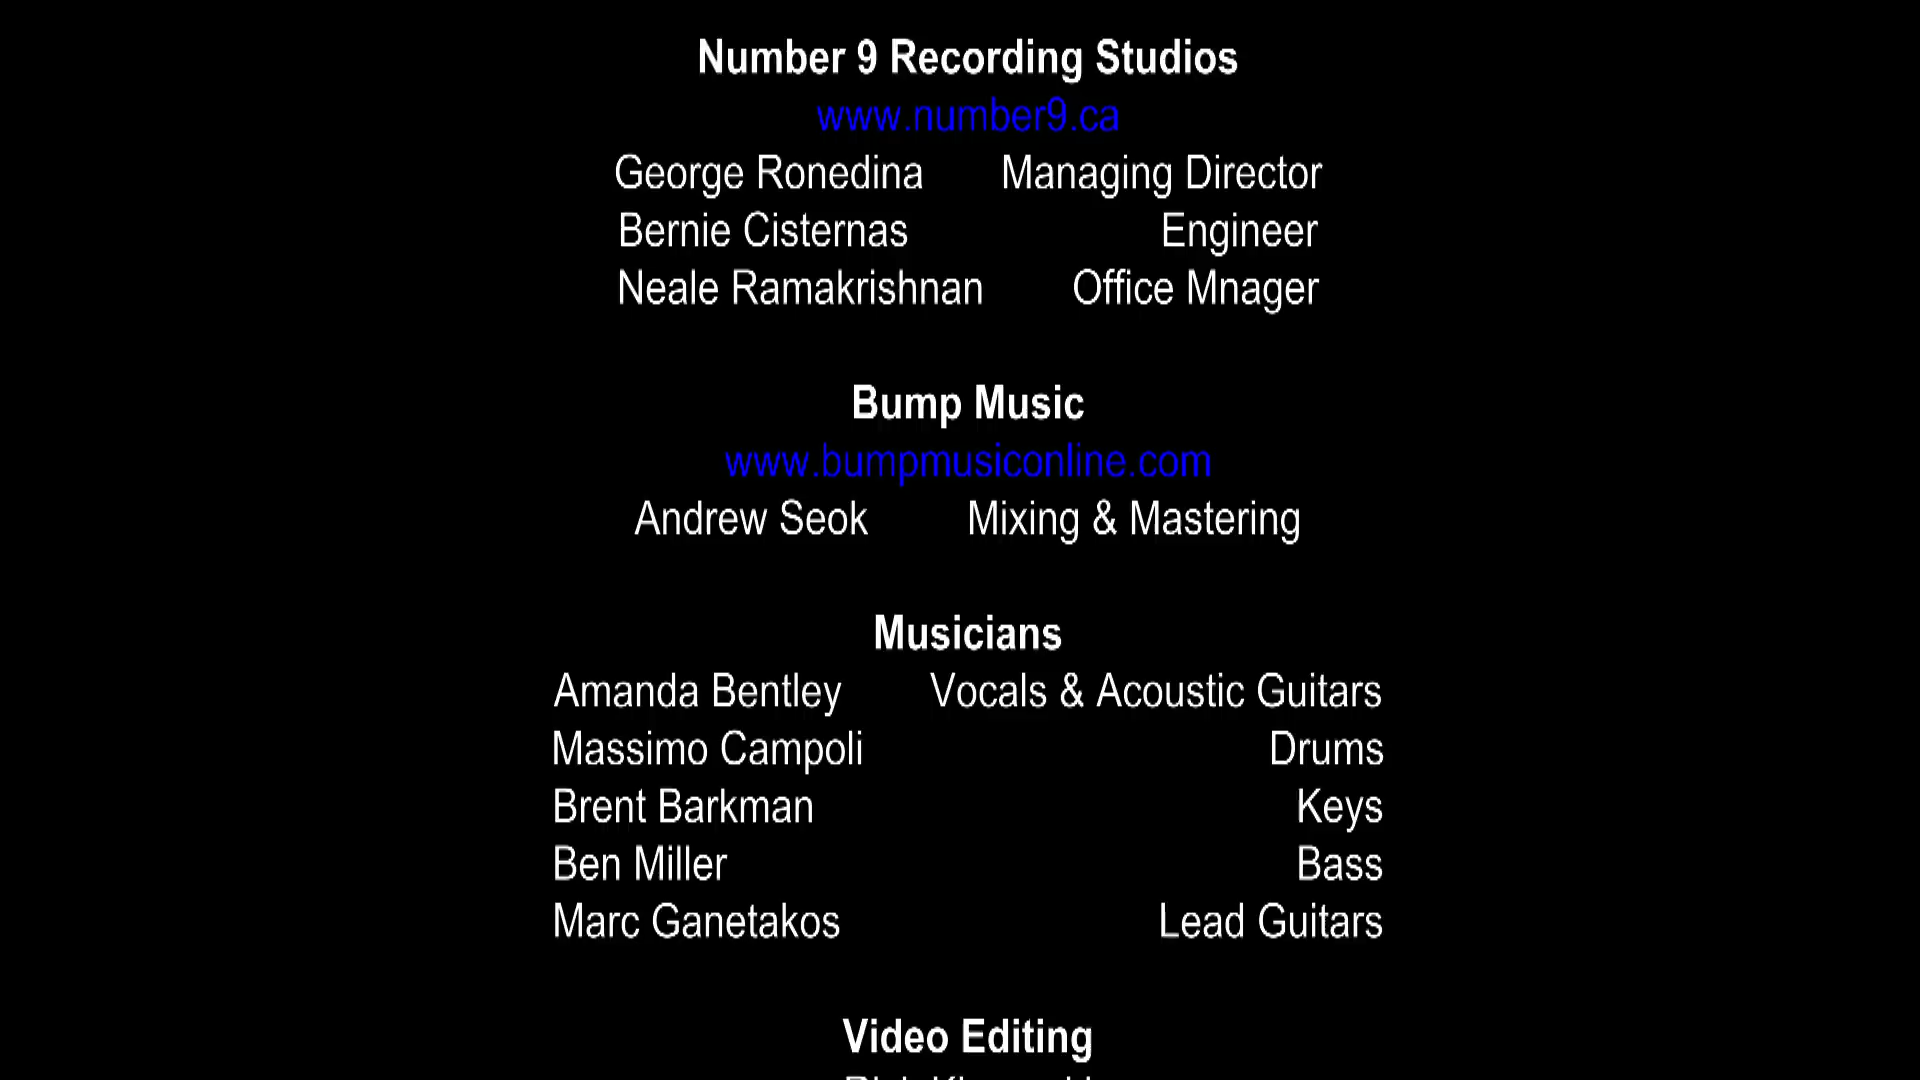 Number 9 Recording Studios
www.number9.ca
George Ronedina Managing Director
Bernie Cisternas Engineer
Neale Ramakrishnan Office Mnager
Bump Music
www.bumpmusiconline.com
Andrew Seok Mixing & Mastering
Musicians
Amanda Bentley Vocals & Acoustic Guitars
Massimo Campoli Drums
Brent Barkman Keys
Ben Miller Bass
Marc Ganetakos Lead Guitars
Video Editing